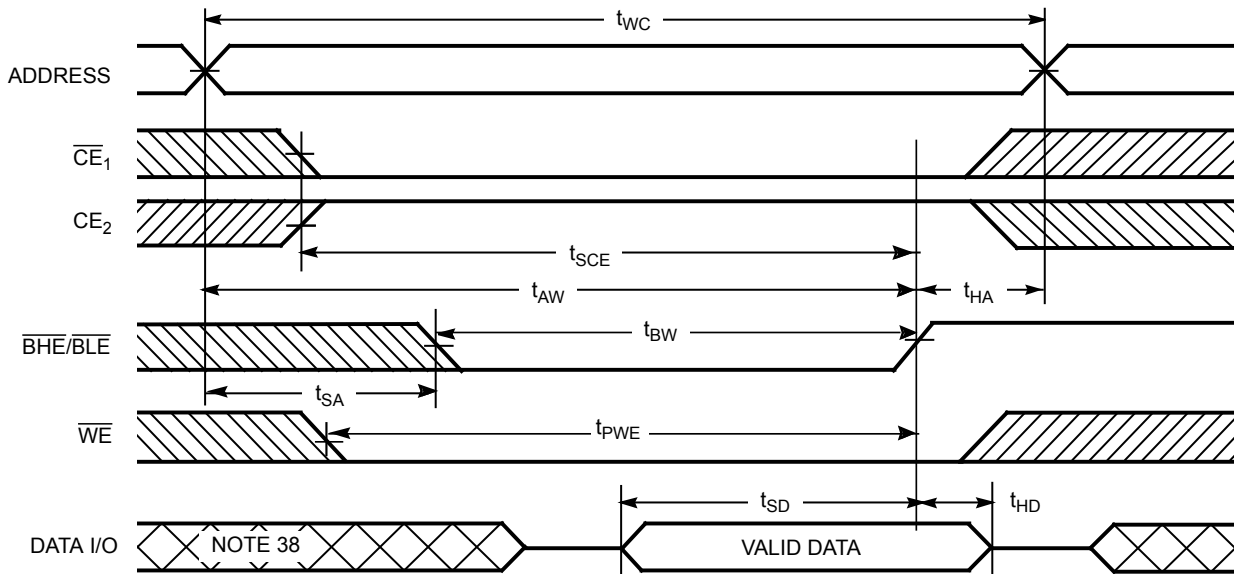 tWC
ADDRESS
CE1
CE2
tSCE
tAW
tHA
BHE/BLE
tBW
tSA
WE
tPWE
tSD
tHD
DATA I/O
NOTE 38
VALID DATA